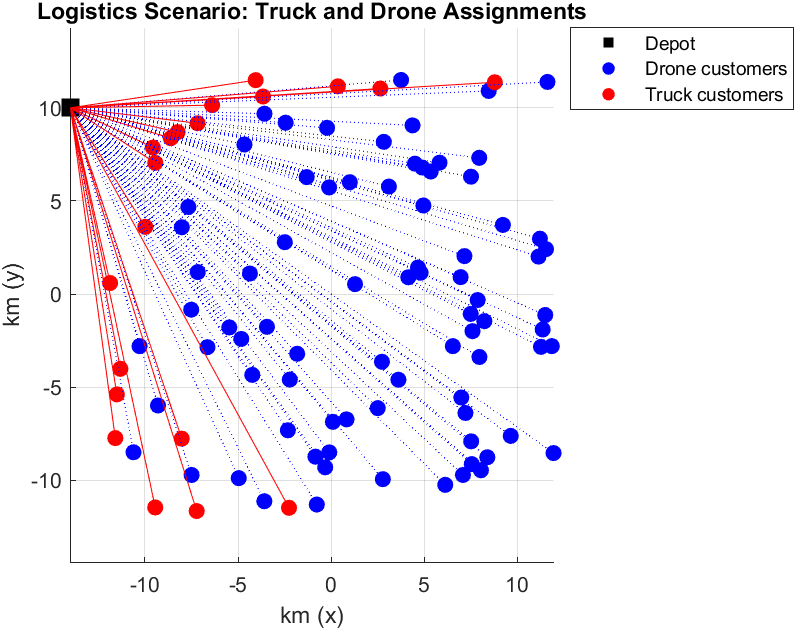 Logistics Scenario: Truck and Drone Assignments
Depot
Drone customers
Truck customers
10
5
0
-5
-10
km (y)
-10
-5
0
5
10
km (x)